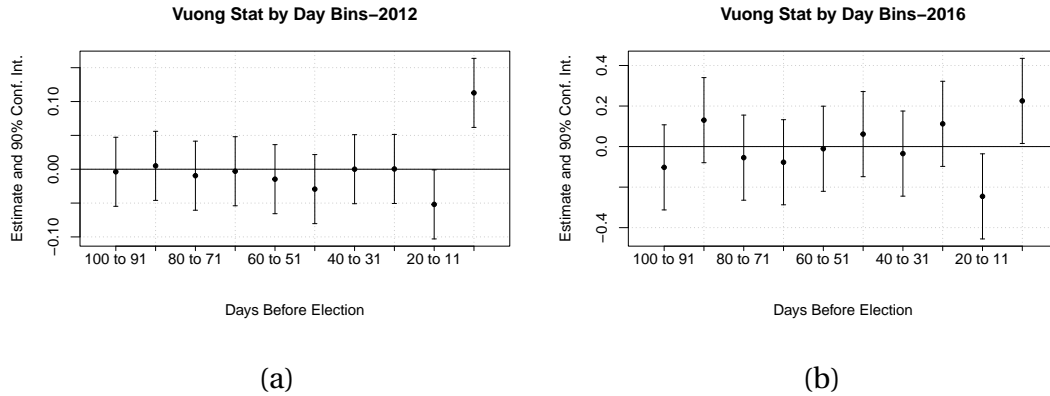 Vuong Stat by Day Bins−2012
Estimate and 90% Conf. Int.
0.10
0.00
−0.10
100 to 91
80 to 71
60 to 51
40 to 31
20 to 11
Days Before Election
(a)
Vuong Stat by Day Bins−2016
Estimate and 90% Conf. Int.
0.4
0.2
0.0
−0.4
100 to 91
80 to 71
60 to 51
40 to 31
20 to 11
Days Before Election
(b)